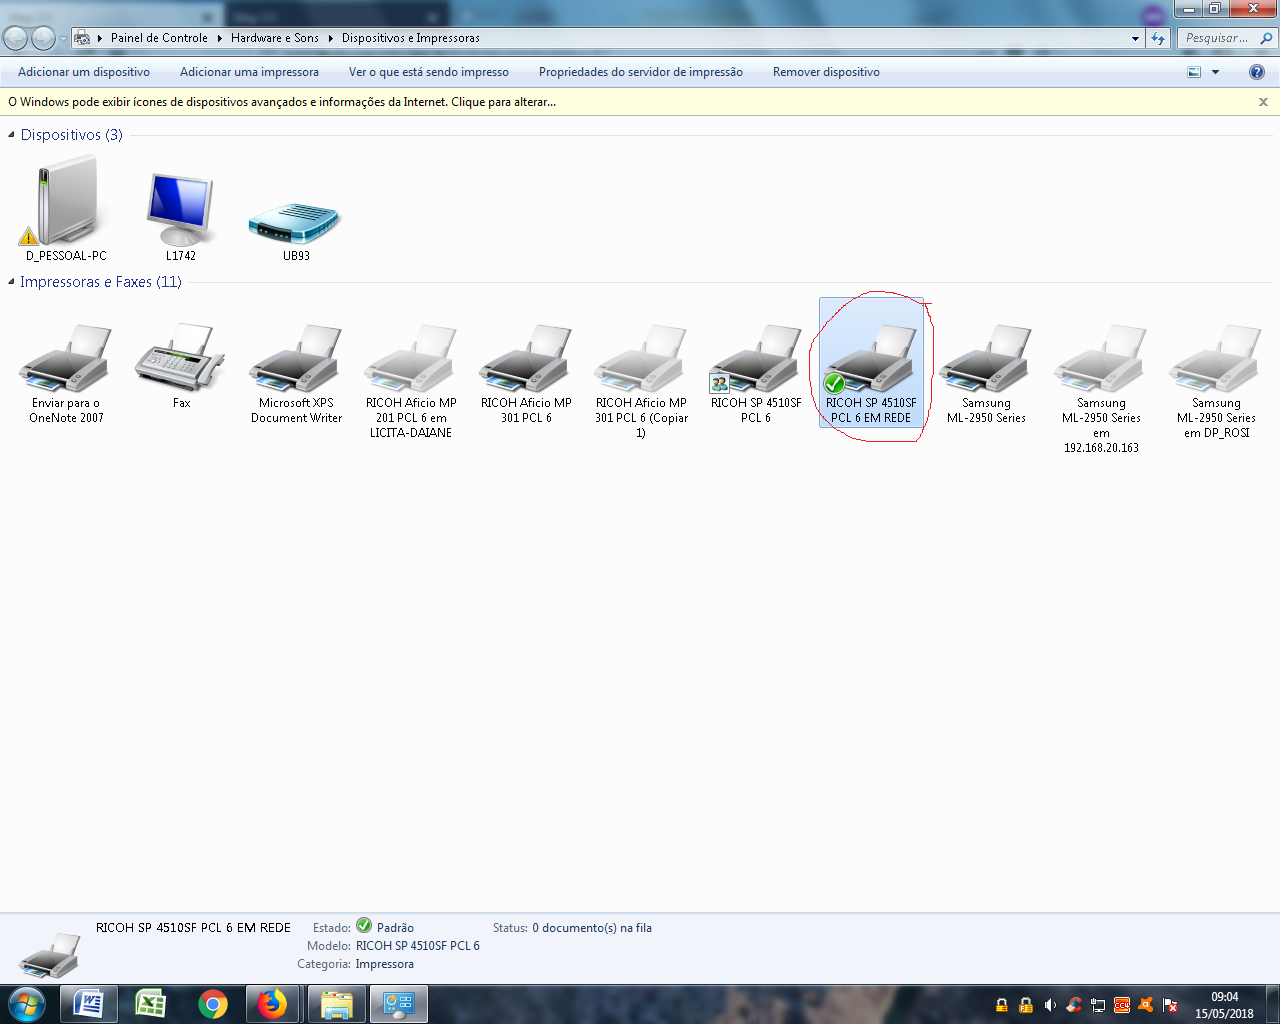 Painel de Controle Hardware e Sons Dispositivos e Impressoras
Pesquisar ...
Adicionar um dispositivo Adicionar uma impressora Ver o que está sendo impresso Propriedades do servidor de impressão Remover dispositivo
O Windows pode exibir ícones de dispositivos avançados e informações da Internet. Clique para alterar...
Dispositivos (3)
D_PESSOAL-PC
L1742
UB93
Impressoras e Faxes (11)
Enviar para o
OneNote 2007
Fax
Microsoft XPS
Document Writer
RICOH Aficio MP
201 PCL 6 em
LICITA-DAIANE
RICOH Aficio MP
301 PCL 6
RICOH Aficio MP
301 PCL 6 (Copiar
1)
RICOH SP 4510SF
PCL 6
RICOH SP 4510SF
PCL 6 EM REDE
Samsung
ML-2950 Series
Samsung
ML-2950 Series
em
192.168.20.163
Samsung
ML-2950 Series
em DP_ROSI
RICOH SP 4510SF PCL 6 EM REDE
Estado: Padrão
Status: 0 documento(s) na fila
Modelo: RICOH SP 4510SF PCL 6
Categoria: Impressora
09:04
15/05/2018